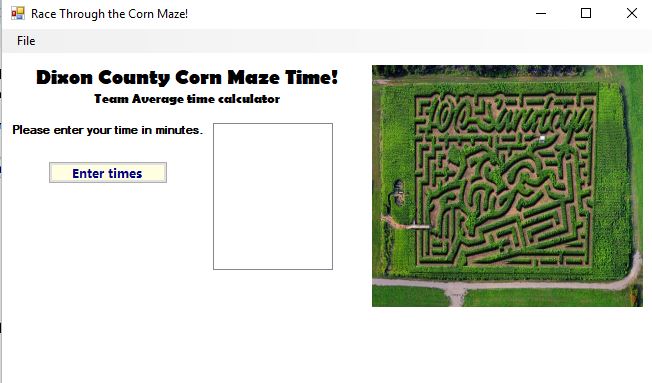 Race Through the Corn Maze!
File
Dixon County Corn Maze Time!
Team Average time calculator
Please enter your time in minutes.
Enter times